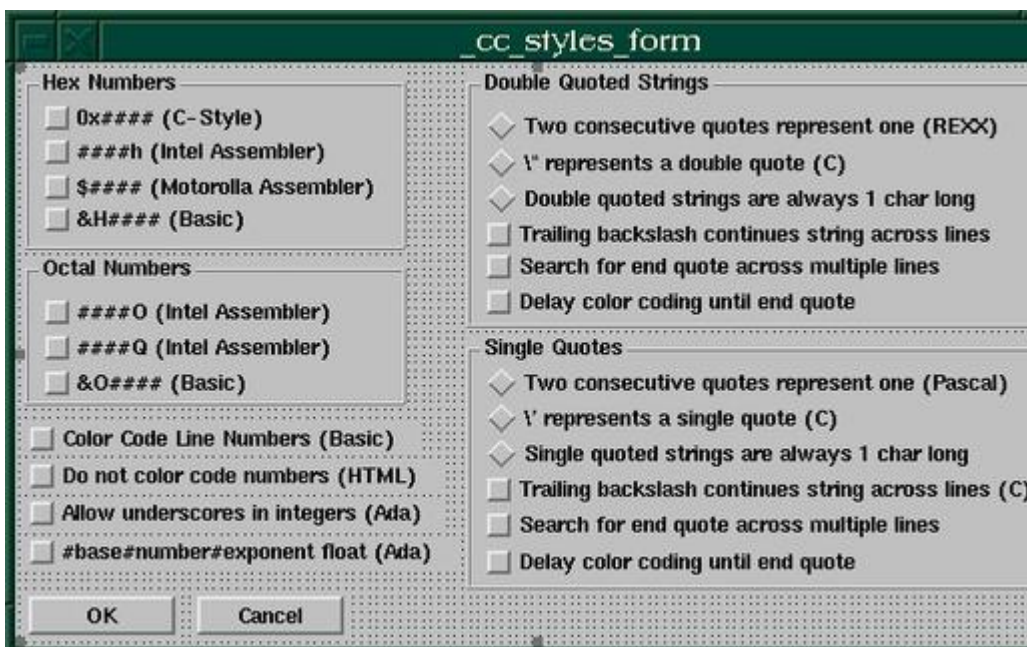 _cc_styles_form
Hex Numbers
0x#### (C-Style)
####h (Intel Assembler)
$#### (Motorolla Assembler)
&H#### (Basic)
Octal Numbers
####O (Intel Assembler)
####Q (Intel Assembler)
&O#### (Basic)
Color Code Line Numbers (Basic)
Do not color code numbers (HTML)
Allow underscores in integers (Ada)
#base#number#exponent float (Ada)
OK
Cancel
Double Quoted Strings
Two consecutive quotes represent one (REXX)
\" represents a double quote (C)
Double quoted strings are always 1 char long
Trailing backslash continues string across lines
Search for end quote across multiple lines
Delay color coding until end quote
Single Quotes
Two consecutive quotes represent one (Pascal)
\' represents a single quote (C)
Single quoted strings are always 1 char long
Trailing backslash continues string across lines (C)
Search for end quote across multiple lines
Delay color coding until end quote